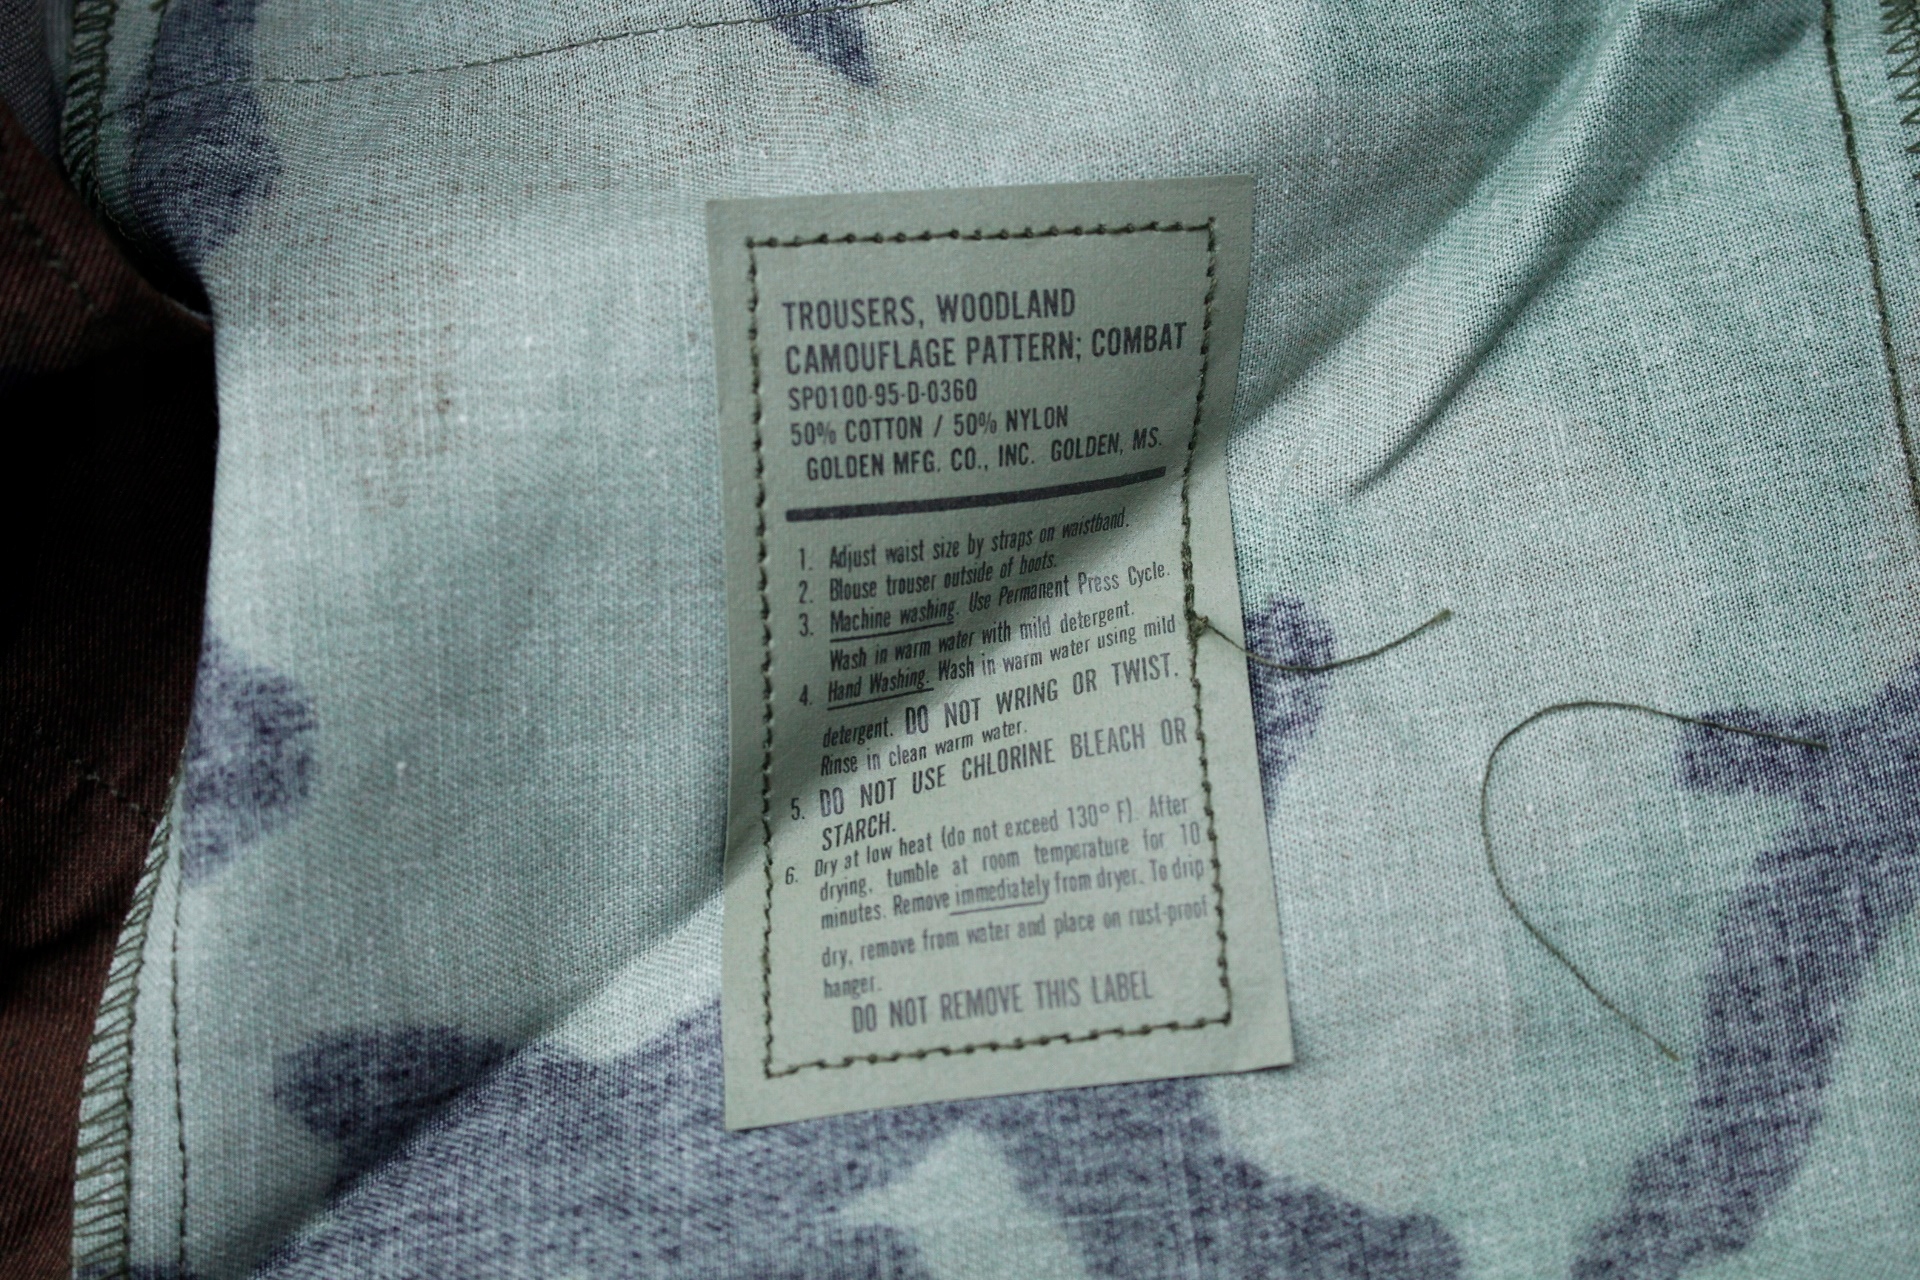 TROUSERS, WOODLAND
CAMOUFLAGE PATTERN; COMBAT
SPO100-95-D-0360
50% COTTON / 50% NYLON
GOLDEN MFG. CO., INC. GOLDEN, MS.
1. Adjust waist size by straps on waistband.
2. Blouse trouser outside of boots.
3. Machine washing. Use Permanent Press Cycle.
Wash in warm water with mild detergent.
4. Hand Washing. Wash in warm water using mild
detergent. DO NOT WRING OR TWIST.
Rinse in clean warm water.
5. DO NOT USE CHLORINE BLEACH OR
STARCH.
6. Dry at low heat (do not exceed 130° F). After
drying, tumble at room temperature for 10
minutes. Remove immediately from dryer. To drip
dry, remove from water and place on rust-proof
hanger.
DO NOT REMOVE THIS LABEL